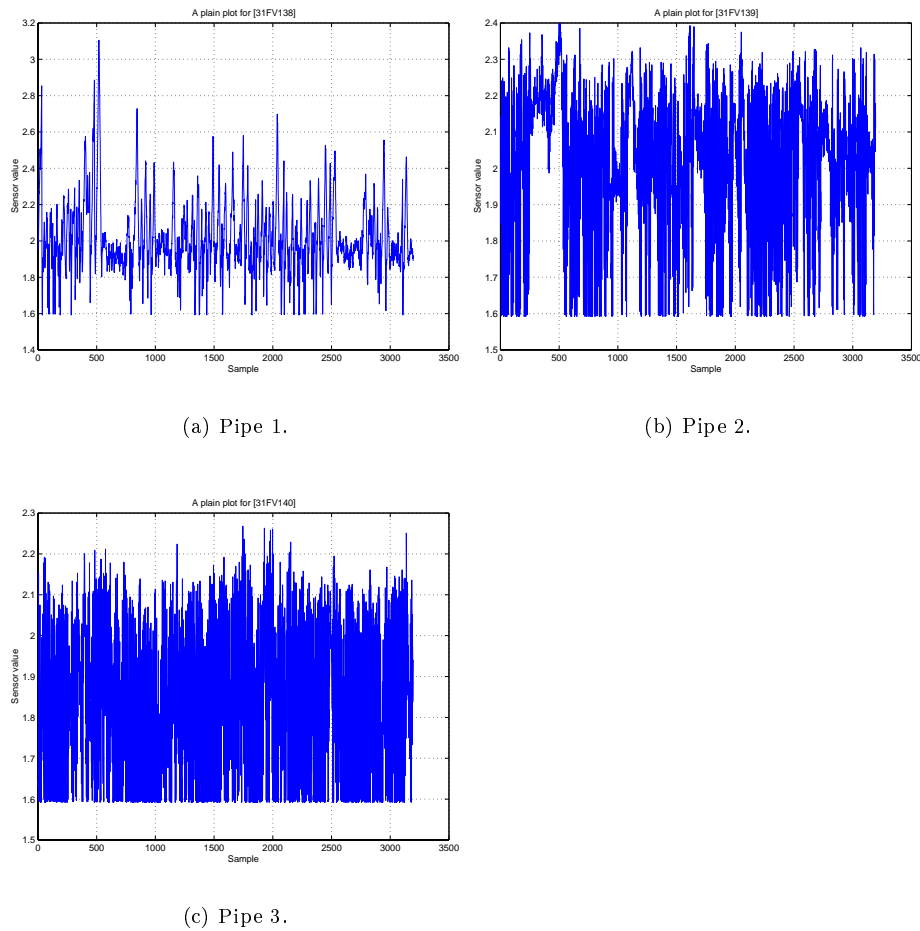 A plain plot for [31FV138]
Sensor value
3.2
3
2.8
2.6
2.4
2.2
2
1.8
1.6
1.4
0 500 1000 1500 2000 2500 3000 3500
Sample
(a) Pipe 1.
A plain plot for [31FV139]
Sensor value
2.4
2.3
2.2
2.1
2
1.9
1.8
1.7
1.6
1.5
0 500 1000 1500 2000 2500 3000 3500
Sample
(b) Pipe 2.
A plain plot for [31FV140]
Sensor value
2.3
2.2
2.1
2
1.9
1.8
1.7
1.6
1.5
0 500 1000 1500 2000 2500 3000 3500
Sample
(c) Pipe 3.